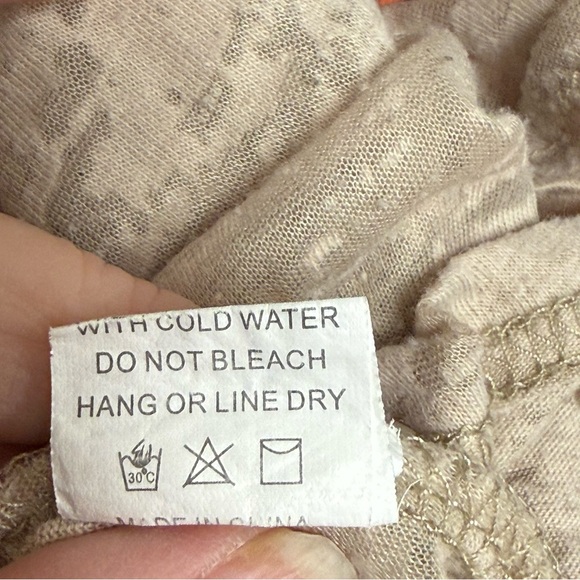 WITH COLD WATER
DO NOT BLEACH
HANG OR LINE DRY
30°C
MADE IN CHINA